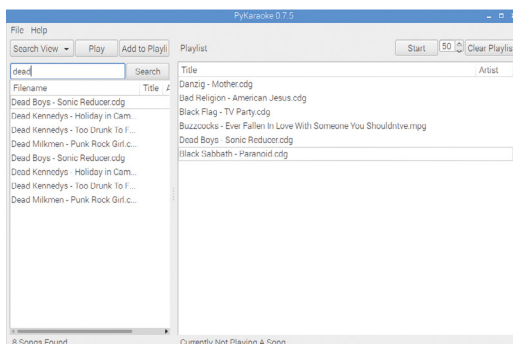 PyKaraoke 0.7.5
File Help
Search View Play Add to Playli
dead Search
Filename Title A
Dead Boys - Sonic Reducer.cdg
Dead Kennedys - Holiday in Cam...
Dead Kennedys - Too Drunk To F...
Dead Milkmen - Punk Rock Girl.c...
Dead Boys - Sonic Reducer.cdg
Dead Kennedys - Holiday in Cam...
Dead Kennedys - Too Drunk To F...
Dead Milkmen - Punk Rock Girl.c...
8 Songs Found
Playlist Start 50 Clear Playlis
Title Artist
Danzig - Mother.cdg
Bad Religion - American Jesus.cdg
Black Flag - TV Party.cdg
Buzzcocks - Ever Fallen In Love With Someone You Shouldntve.mpg
Dead Boys - Sonic Reducer.cdg
Black Sabbath - Paranoid.cdg
Currently Not Playing A Song